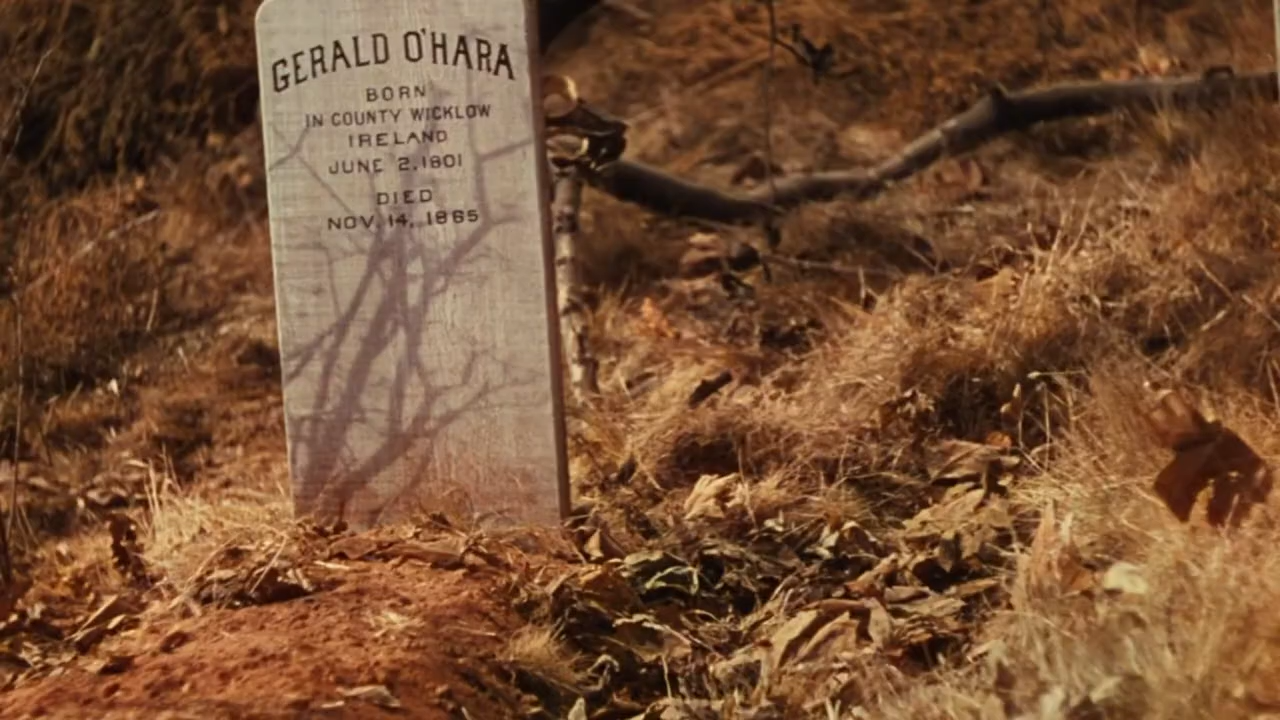 GERALD O'HARA
BORN
IN COUNTY WICKLOW
IRELAND
JUNE 2, 1801
DIED
NOV. 14, 1865